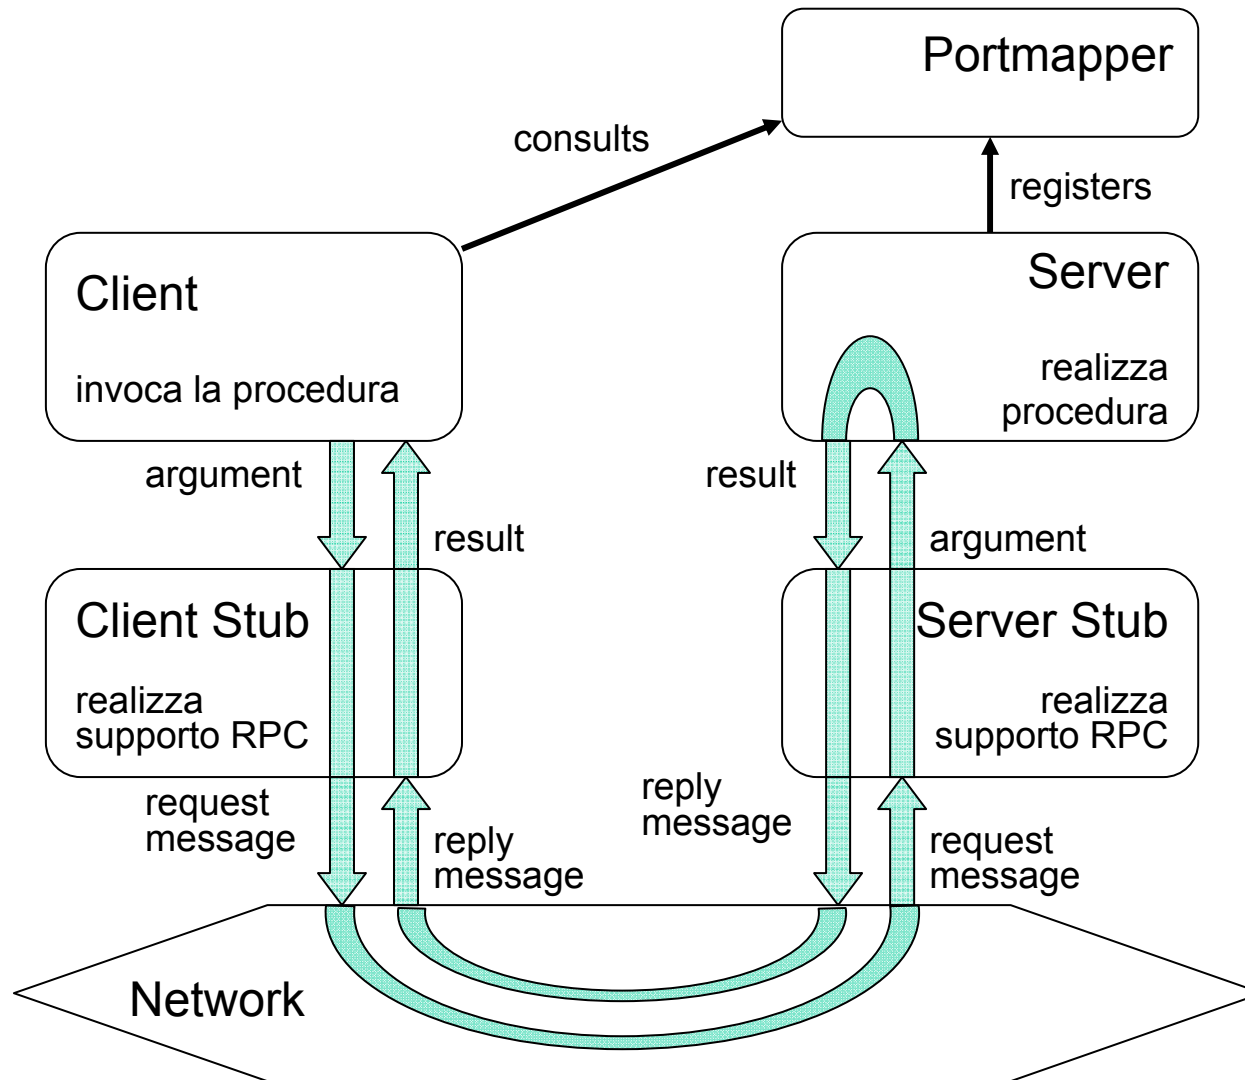 Portmapper
consults
registers
Client
Server
invoca la procedura
realizza
procedura
argument
result
result
argument
Client Stub
Server Stub
realizza
supporto RPC
realizza
supporto RPC
request
message
reply
message
reply
message
request
message
Network